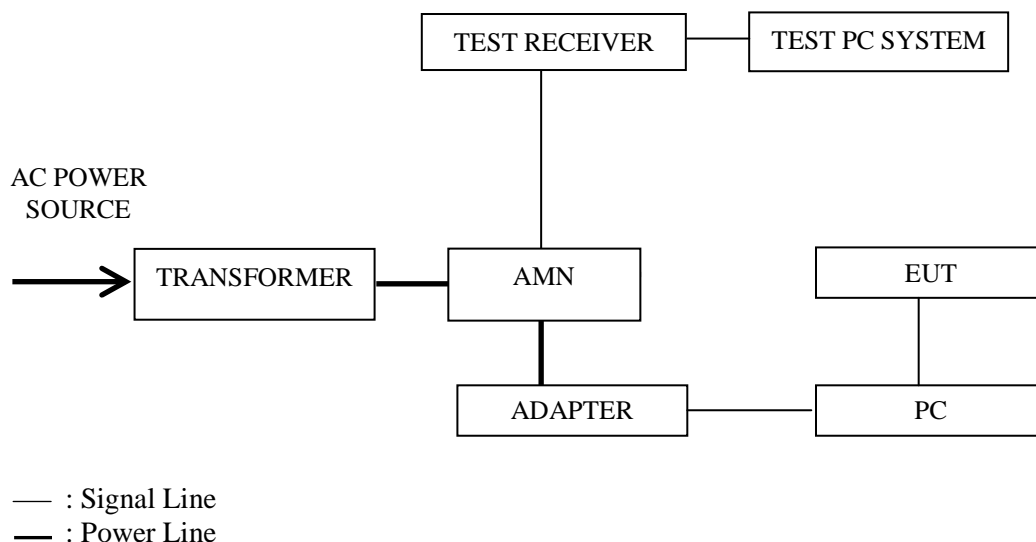 TEST RECEIVER
TEST PC SYSTEM
AC POWER
SOURCE
TRANSFORMER
AMN
EUT
ADAPTER
PC
: Signal Line
: Power Line